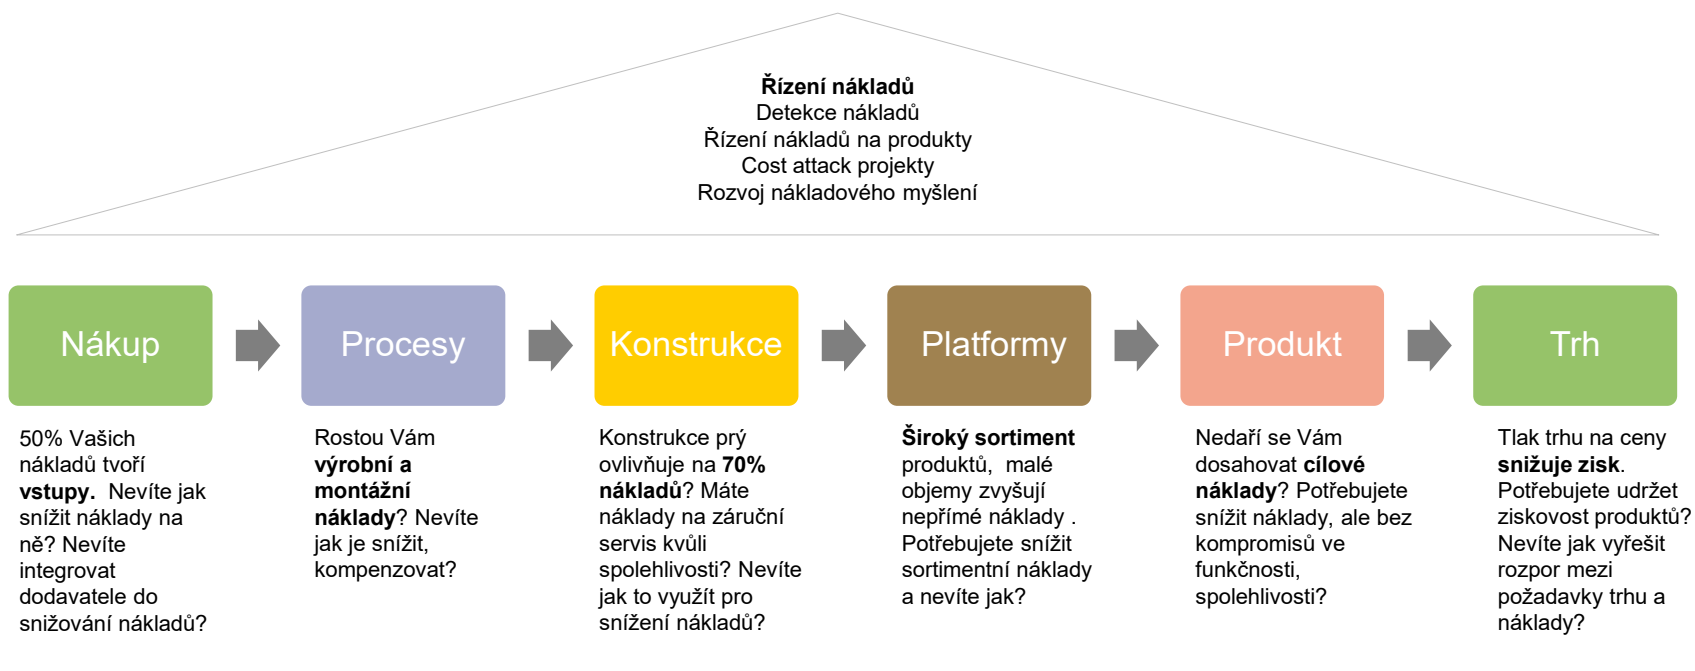 Řízení nákladů
Detekce nákladů
Řízení nákladů na produkty
Cost attack projekty
Rozvoj nákladového myšlení
Nákup
Procesy
Konstrukce
Platformy
Produkt
Trh
50% Vašich
nákladů tvoří
vstupy. Nevíte jak
snížit náklady na
ně? Nevíte
integrovat
dodavatele do
snižování nákladů?
Rostou Vám
výrobní a
montážní
náklady? Nevíte
jak je snížit,
kompenzovat?
Konstrukce prý
ovlivňuje na 70%
nákladů? Máte
náklady na záruční
servis kvůli
spolehlivosti? Nevíte
jak to využít pro
snížení nákladů?
Široký sortiment
produktů, malé
objemy zvyšují
nepřímé náklady .
Potřebujete snížit
sortimentní náklady
a nevíte jak?
Nedaří se Vám
dosahovat cílové
náklady? Potřebujete
snížit náklady, ale bez
kompromisů ve
funkčnosti,
spolehlivosti?
Tlak trhu na ceny
snižuje zisk.
Potřebujete udržet
ziskovost produktů?
Nevíte jak vyřešit
rozpor mezi
požadavky trhu a
náklady?